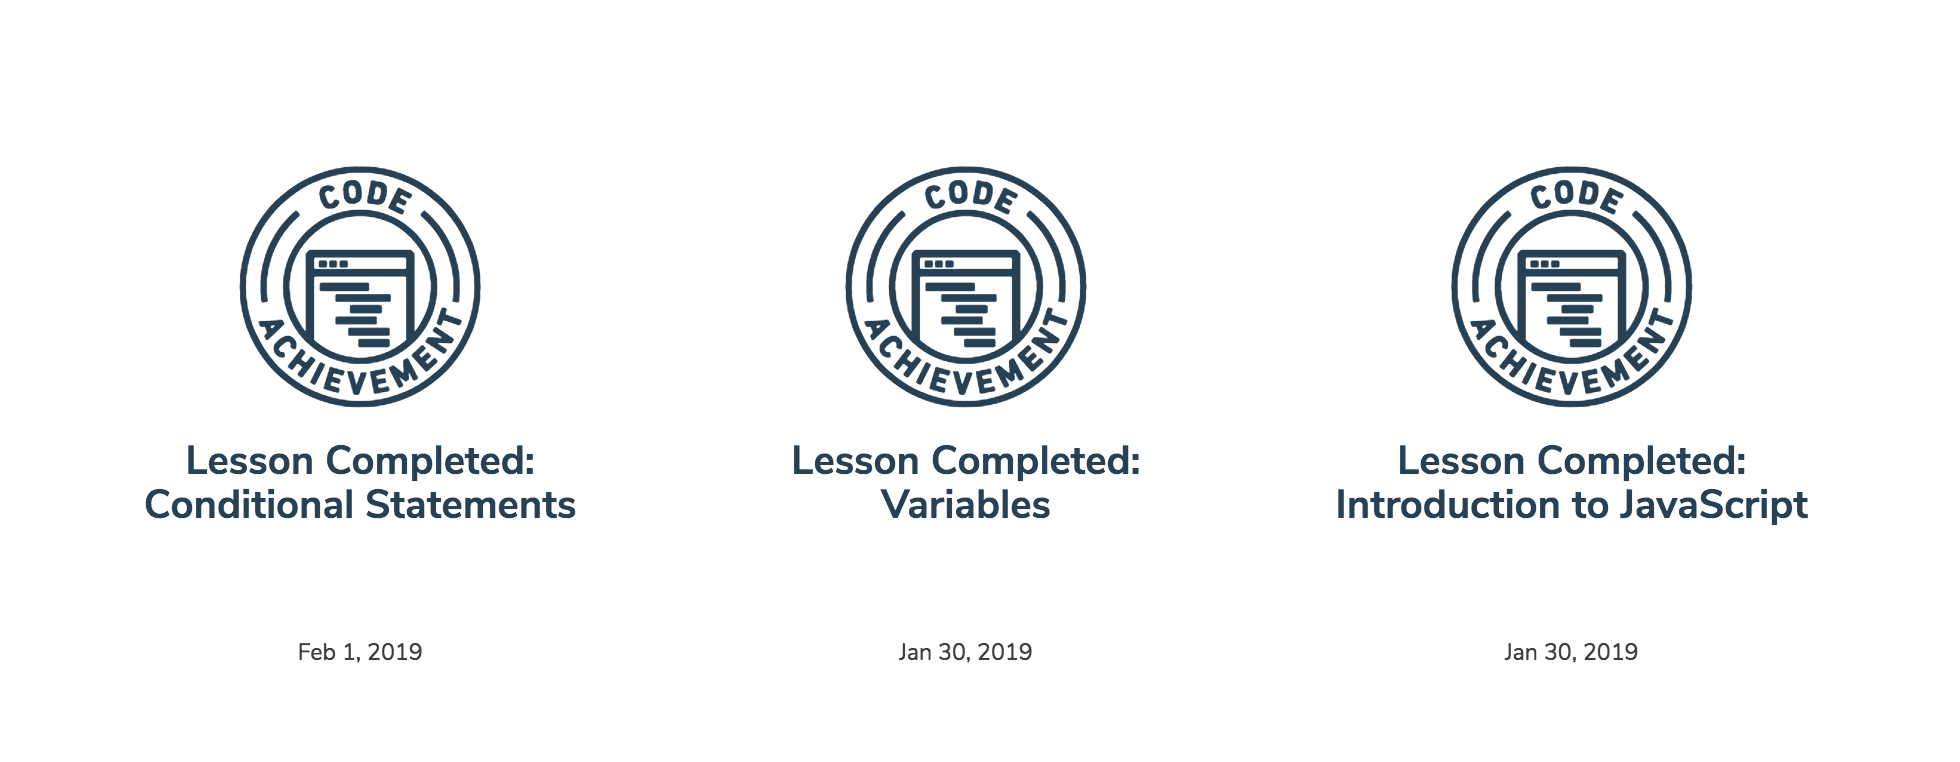 CODE
ACHIEVEMENT
Lesson Completed:
Conditional Statements
Feb 1, 2019
CODE
ACHIEVEMENT
Lesson Completed:
Variables
Jan 30, 2019
CODE
ACHIEVEMENT
Lesson Completed:
Introduction to JavaScript
Jan 30, 2019